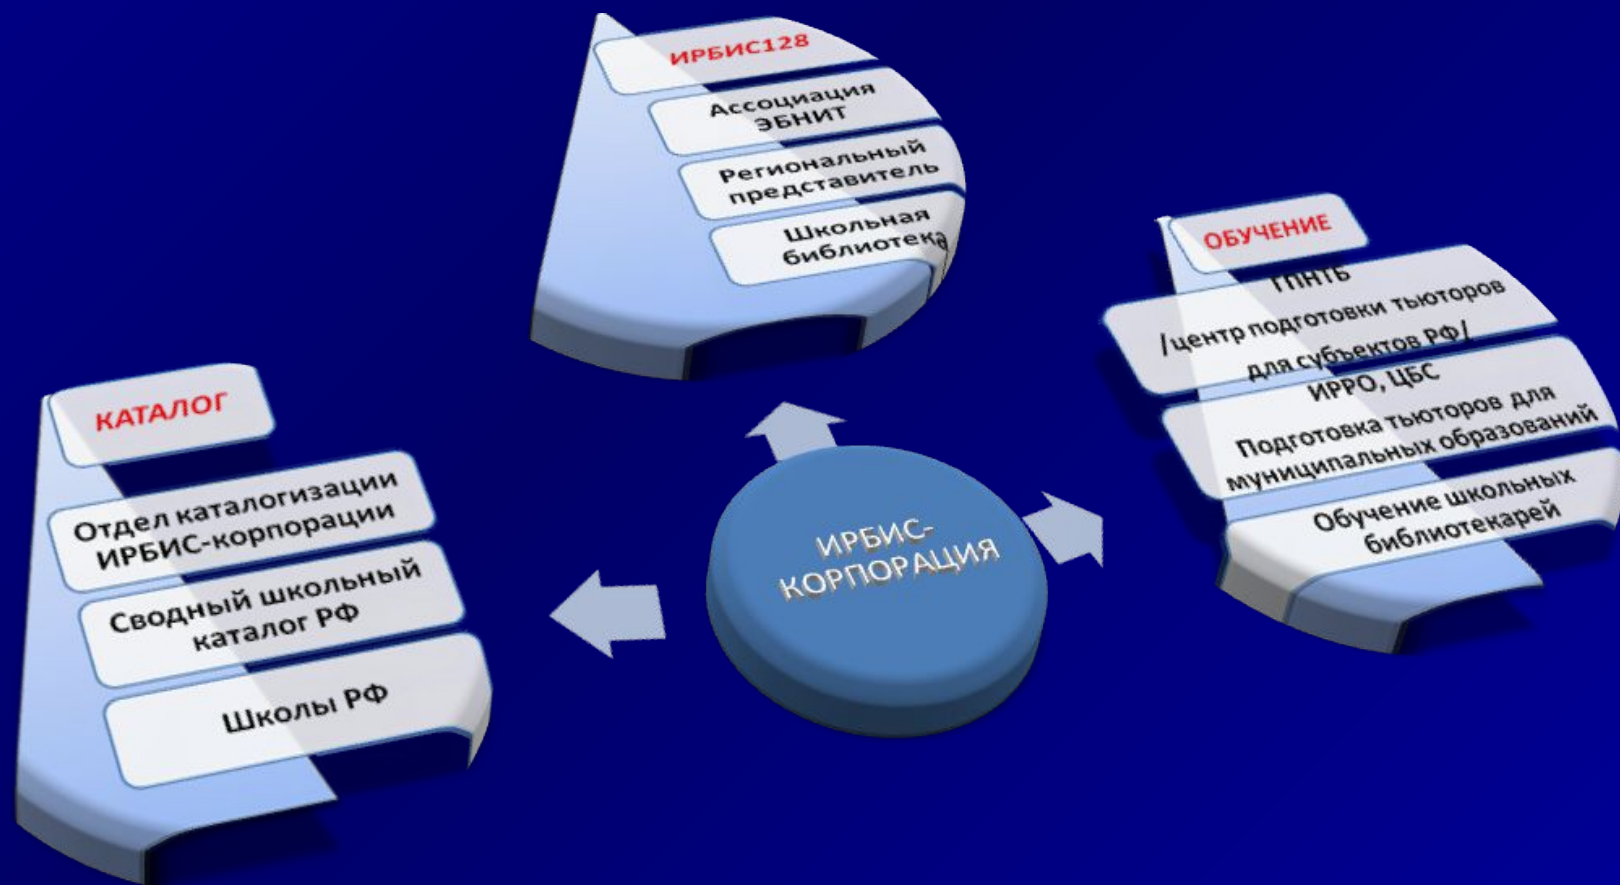 ИРБИС128
Ассоциация
ЭБНИТ
Региональный
представитель
Школьная
библиотека
ОБУЧЕНИЕ
ГПНТБ
/центр подготовки тьюторов
для субъектов РФ/
ИРРО, ЦБС
Подготовка тьюторов для
муниципальных образований
Обучение школьных
библиотекарей
КАТАЛОГ
Отдел каталогизации
ИРБИС-корпорации
Сводный школьный
каталог РФ
Школы РФ
ИРБИС-
КОРПОРАЦИЯ